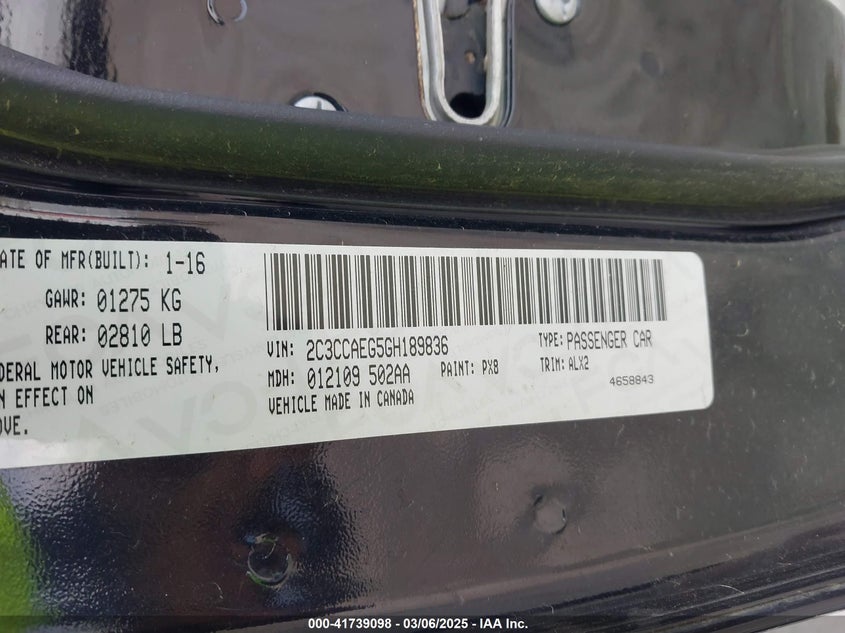 ATE OF MFR(BUILT): 1-16
GAWR: 01275 KG
REAR: 02810 LB
DERAL MOTOR VEHICLE SAFETY,
N EFFECT ON
OVE.
VIN: 2C3CCAEG5GH189836 TYPE: PASSENGER CAR
MDH: 012109 502AA PAINT: PX8 TRIM: ALX2
VEHICLE MADE IN CANADA 4658843
000-41739098 - 03/06/2025 - IAA Inc.